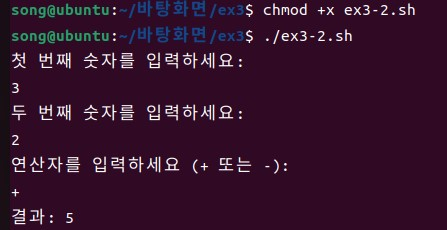 song@ubuntu:~/바탕화면/ex3$ chmod +x ex3-2.sh
song@ubuntu:~/바탕화면/ex3$ ./ex3-2.sh
첫 번째 숫자를 입력하세요:
3
두 번째 숫자를 입력하세요:
2
연산자를 입력하세요 (+ 또는 -):
+
결과: 5